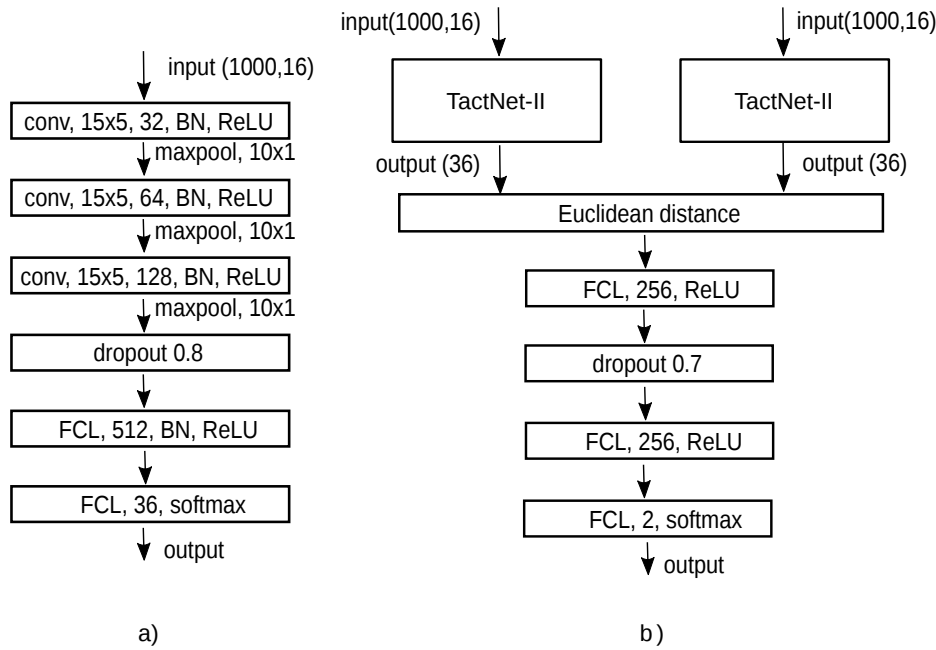 input (1000,16)
conv, 15x5, 32, BN, ReLU
maxpool, 10x1
conv, 15x5, 64, BN, ReLU
maxpool, 10x1
conv, 15x5, 128, BN, ReLU
maxpool, 10x1
dropout 0.8
FCL, 512, BN, ReLU
FCL, 36, softmax
output
a)
input(1000,16)
input(1000,16)
TactNet-II
TactNet-II
output (36)
output (36)
Euclidean distance
FCL, 256, ReLU
dropout 0.7
FCL, 256, ReLU
FCL, 2, softmax
output
b)